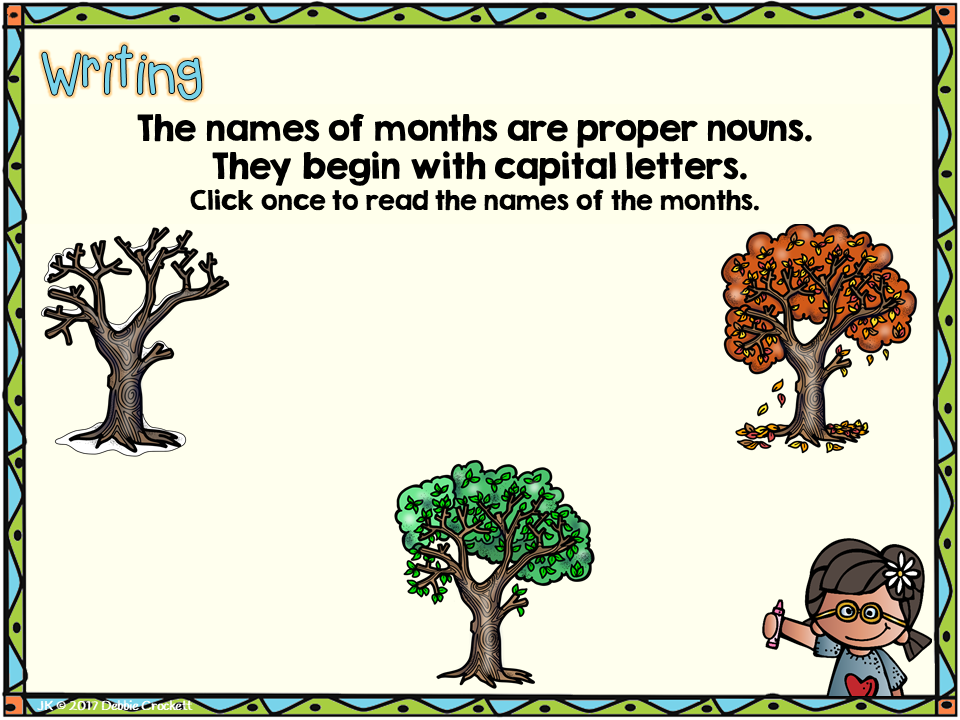 Writing
The names of months are proper nouns.
They begin with capital letters.
Click once to read the names of the months.
JK © 2017 Debbie Crockett